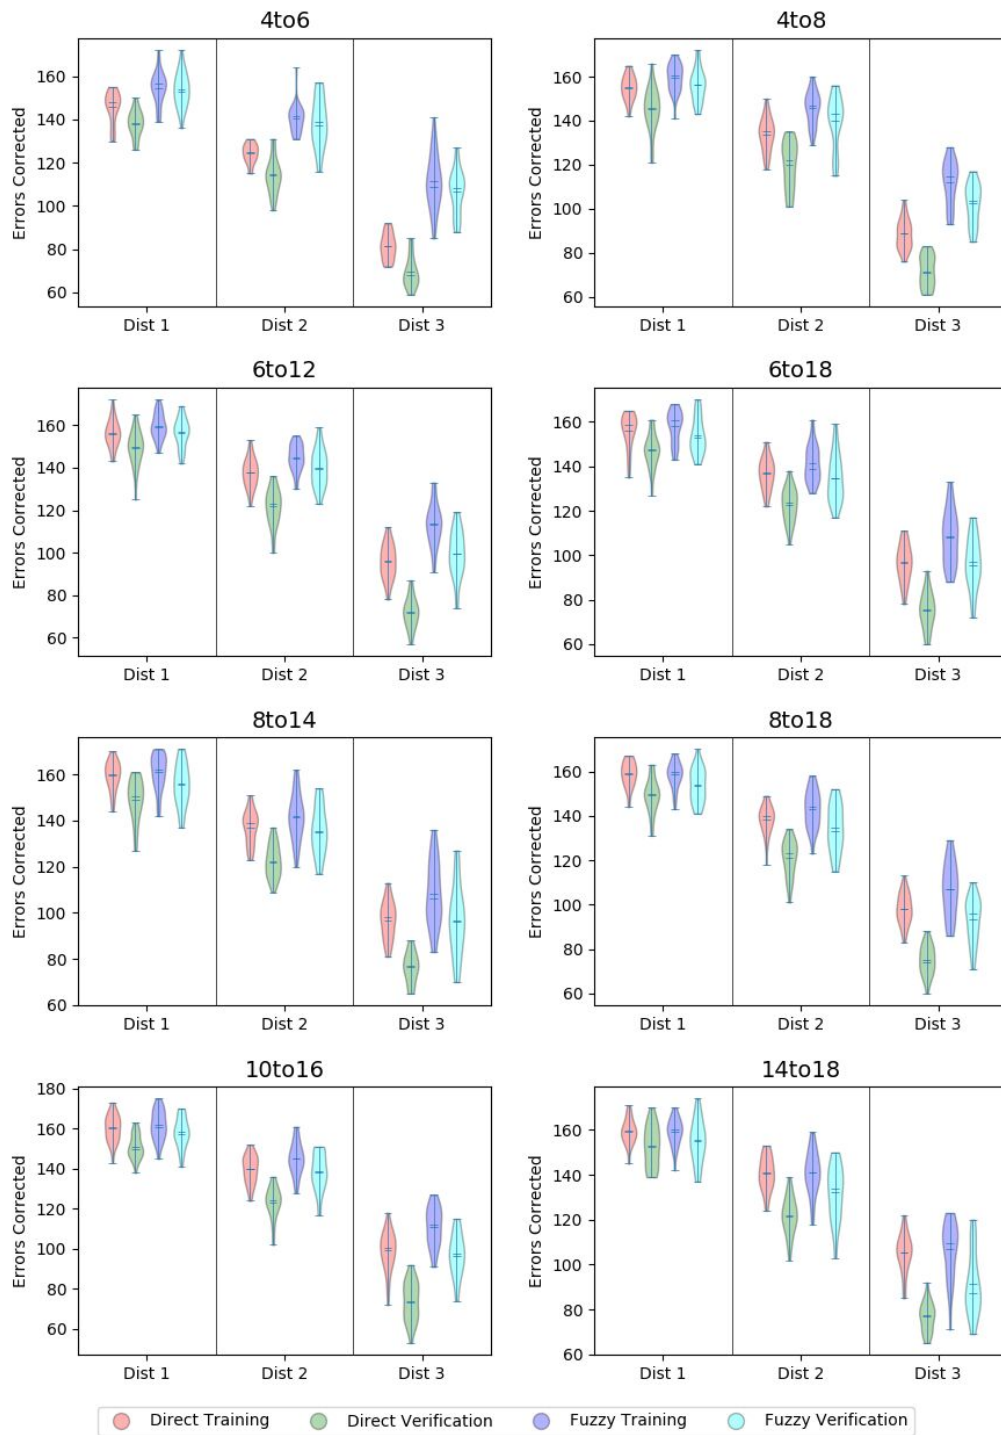 4to6
4to8
Errors Corrected
160
140
120
100
80
60
Dist 1
Dist 2
Dist 3
Errors Corrected
160
140
120
100
80
60
Dist 1
Dist 2
Dist 3
6to12
6to18
Errors Corrected
160
140
120
100
80
60
Dist 1
Dist 2
Dist 3
Errors Corrected
160
140
120
100
80
60
Dist 1
Dist 2
Dist 3
8to14
8to18
Errors Corrected
160
140
120
100
80
60
Dist 1
Dist 2
Dist 3
Errors Corrected
160
140
120
100
80
60
Dist 1
Dist 2
Dist 3
10to16
14to18
Errors Corrected
180
160
140
120
100
80
60
Dist 1
Dist 2
Dist 3
Errors Corrected
160
140
120
100
80
60
Dist 1
Dist 2
Dist 3
Direct Training
Direct Verification
Fuzzy Training
Fuzzy Verification